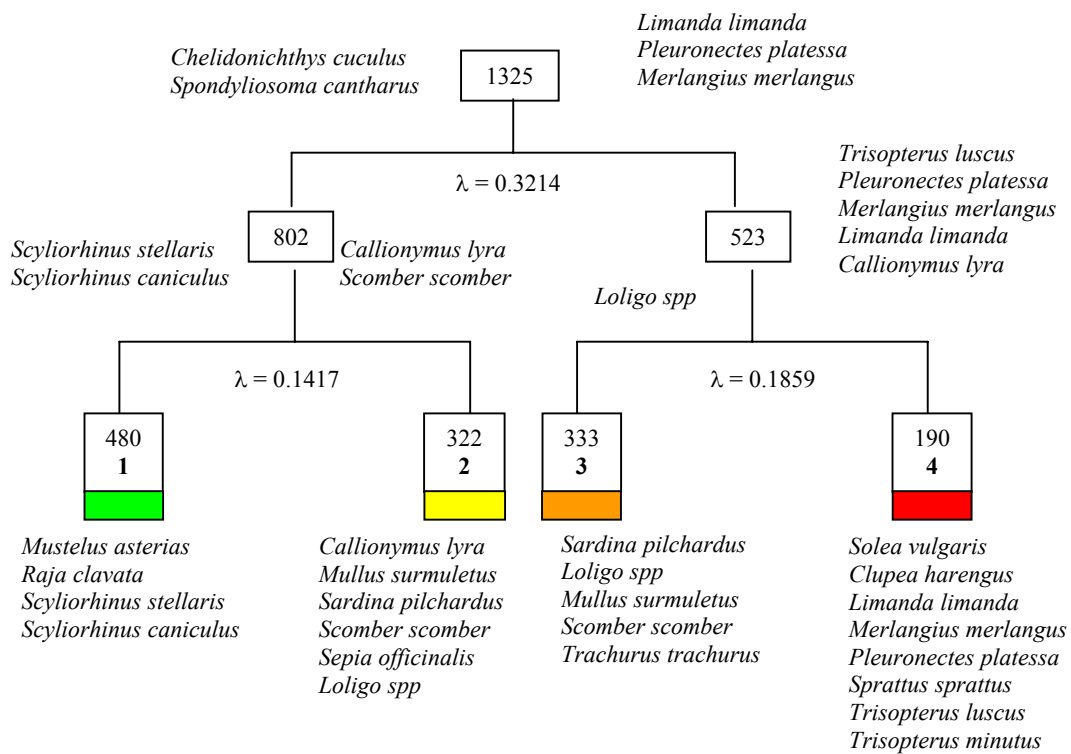 Chelidonichthys cuculus
Spondyliosoma cantharus
1325
Limanda limanda
Pleuronectes platessa
Merlangius merlangus
λ = 0.3214
Scyliorhinus stellaris
Scyliorhinus caniculus
802
Callionymus lyra
Scomber scomber
523
Trisopterus luscus
Pleuronectes platessa
Merlangius merlangus
Limanda limanda
Callionymus lyra
Loligo spp
λ = 0.1417
λ = 0.1859
480
1
322
2
333
3
190
4
Mustelus asterias
Raja clavata
Scyliorhinus stellaris
Scyliorhinus caniculus
Callionymus lyra
Mullus surmuletus
Sardina pilchardus
Scomber scomber
Sepia officinalis
Loligo spp
Sardina pilchardus
Loligo spp
Mullus surmuletus
Scomber scomber
Trachurus trachurus
Solea vulgaris
Clupea harengus
Limanda limanda
Merlangius merlangus
Pleuronectes platessa
Sprattus sprattus
Trisopterus luscus
Trisopterus minutus